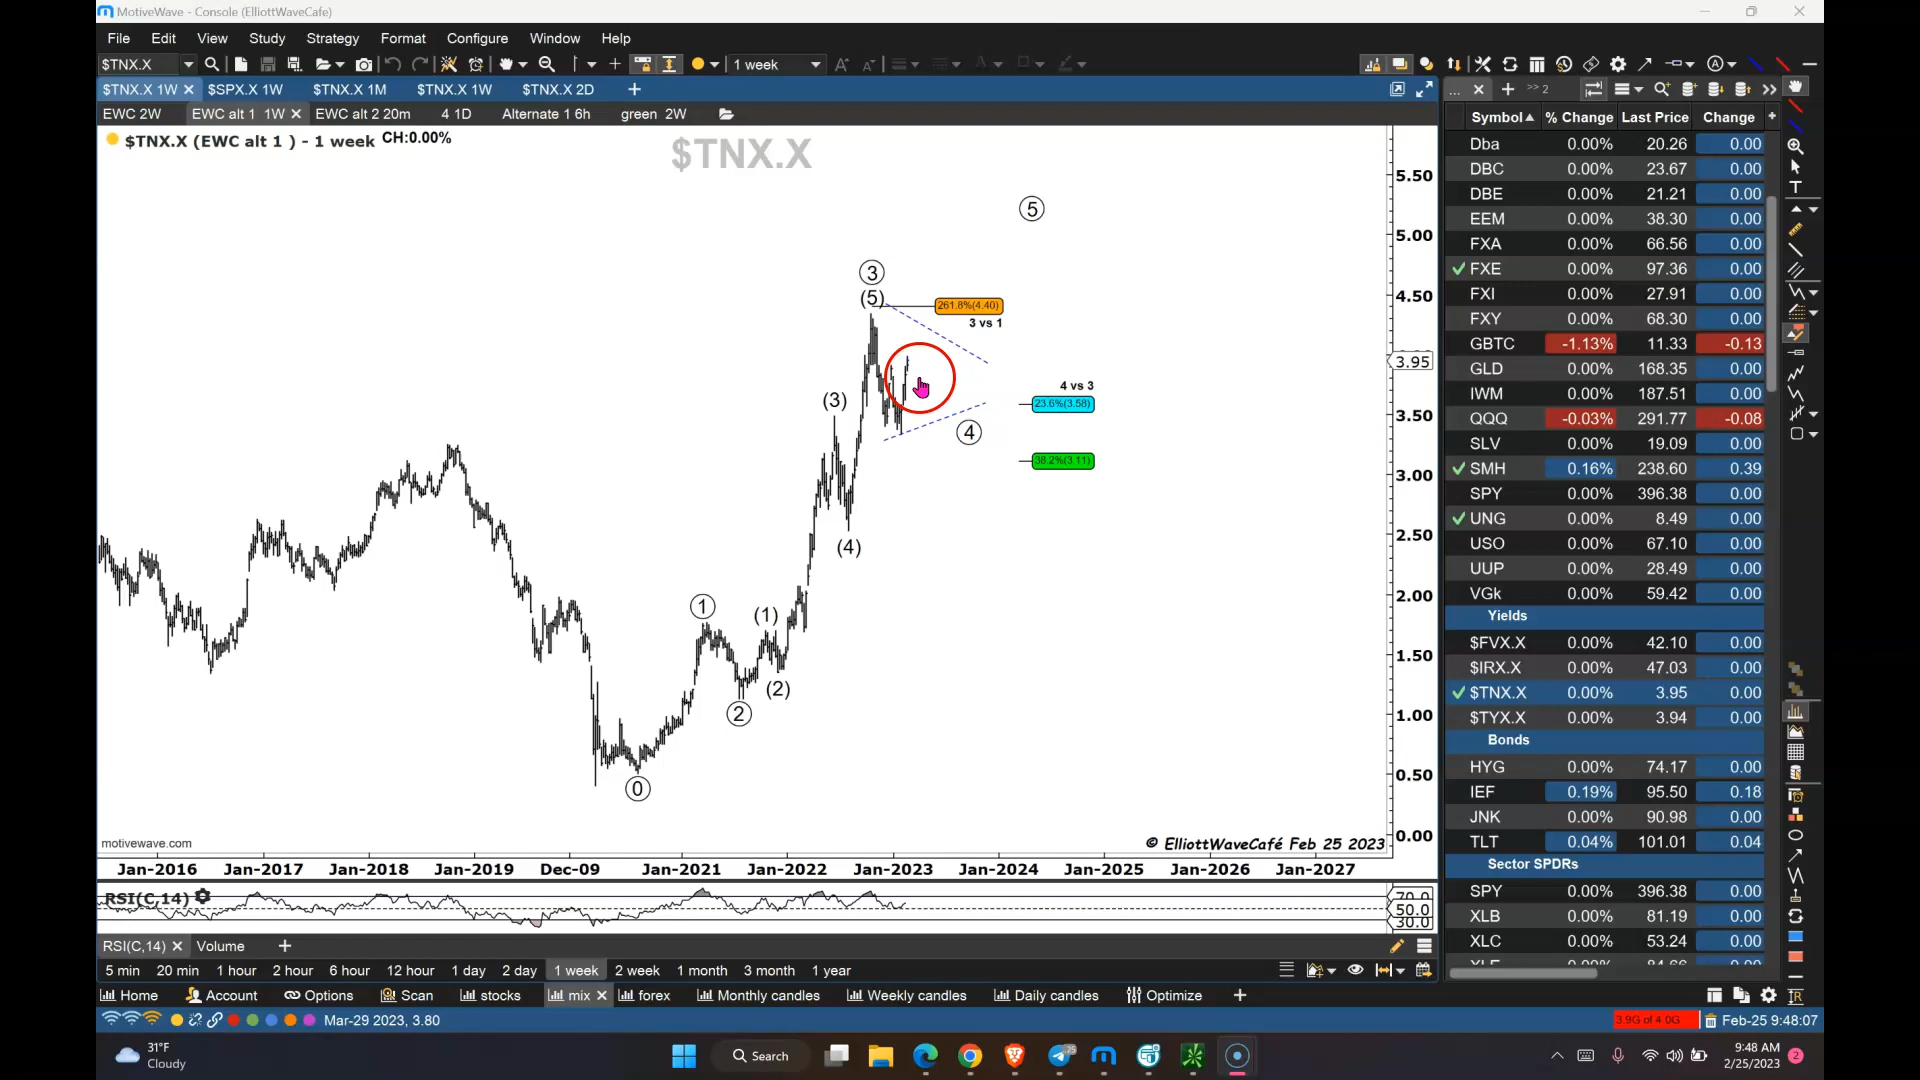 MotiveWave - Console (ElliottWaveCafe)
File Edit View Study Strategy Format Configure Window Help
$TNX.X 1 week
$TNX.X 1W $SPX.X 1W $TNX.X 1M $TNX.X 1W $TNX.X 2D
EWC 2W EWC alt 1 1W EWC alt 2 20m 4 1D Alternate 1 6h green 2W
$TNX.X (EWC alt 1 ) - 1 week CH:0.00%
$TNX.X
5.50
5.00
4.50
3.95
3.50
3.00
2.50
2.00
1.50
1.00
0.50
0.00
5
3
(5)
261.8%(4.40)
3 vs 1
4 vs 3
23.6%(3.58)
(3)
4
38.2%(3.11)
(4)
1
(1)
(2)
2
0
motivewave.com
© ElliottWaveCafé Feb 25 2023
Jan-2016 Jan-2017 Jan-2018 Jan-2019 Dec-09 Jan-2021 Jan-2022 Jan-2023 Jan-2024 Jan-2025 Jan-2026 Jan-2027
RSI(C,14)
70.0
50.0
30.0
RSI(C,14) Volume
5 min 20 min 1 hour 2 hour 6 hour 12 hour 1 day 2 day 1 week 2 week 1 month 3 month 1 year
Home Account Options Scan stocks mix forex Monthly candles Weekly candles Daily candles Optimize
Mar-29 2023, 3.80
3.9G of 4.0G Feb-25 9:48:07
... >> 2
Symbol % Change Last Price Change
Dba 0.00% 20.26 0.00
DBC 0.00% 23.67 0.00
DBE 0.00% 21.21 0.00
EEM 0.00% 38.30 0.00
FXA 0.00% 66.56 0.00
FXE 0.00% 97.36 0.00
FXI 0.00% 27.91 0.00
FXY 0.00% 68.30 0.00
GBTC -1.13% 11.33 -0.13
GLD 0.00% 168.35 0.00
IWM 0.00% 187.51 0.00
QQQ -0.03% 291.77 -0.08
SLV 0.00% 19.09 0.00
SMH 0.16% 238.60 0.39
SPY 0.00% 396.38 0.00
UNG 0.00% 8.49 0.00
USO 0.00% 67.10 0.00
UUP 0.00% 28.49 0.00
VGk 0.00% 59.42 0.00
Yields
$FVX.X 0.00% 42.10 0.00
$IRX.X 0.00% 47.03 0.00
$TNX.X 0.00% 3.95 0.00
$TYX.X 0.00% 3.94 0.00
Bonds
HYG 0.00% 74.17 0.00
IEF 0.19% 95.50 0.18
JNK 0.00% 90.98 0.00
TLT 0.04% 101.01 0.04
Sector SPDRs
SPY 0.00% 396.38 0.00
XLB 0.00% 81.19 0.00
XLC 0.00% 53.24 0.00
31°F
Cloudy
Search
25
9:48 AM
2/25/2023
2